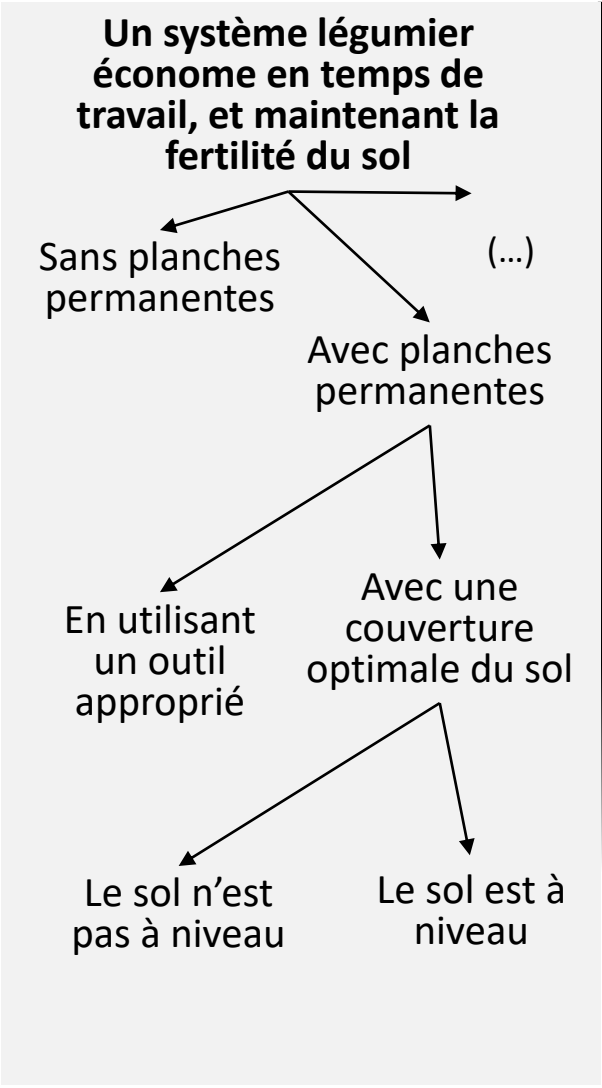 Un système légumier
économe en temps de
travail, et maintenant la
fertilité du sol
Sans planches
permanentes
(…)
Avec planches
permanentes
En utilisant
un outil
approprié
Avec une
couverture
optimale du sol
Le sol n’est
pas à niveau
Le sol est à
niveau